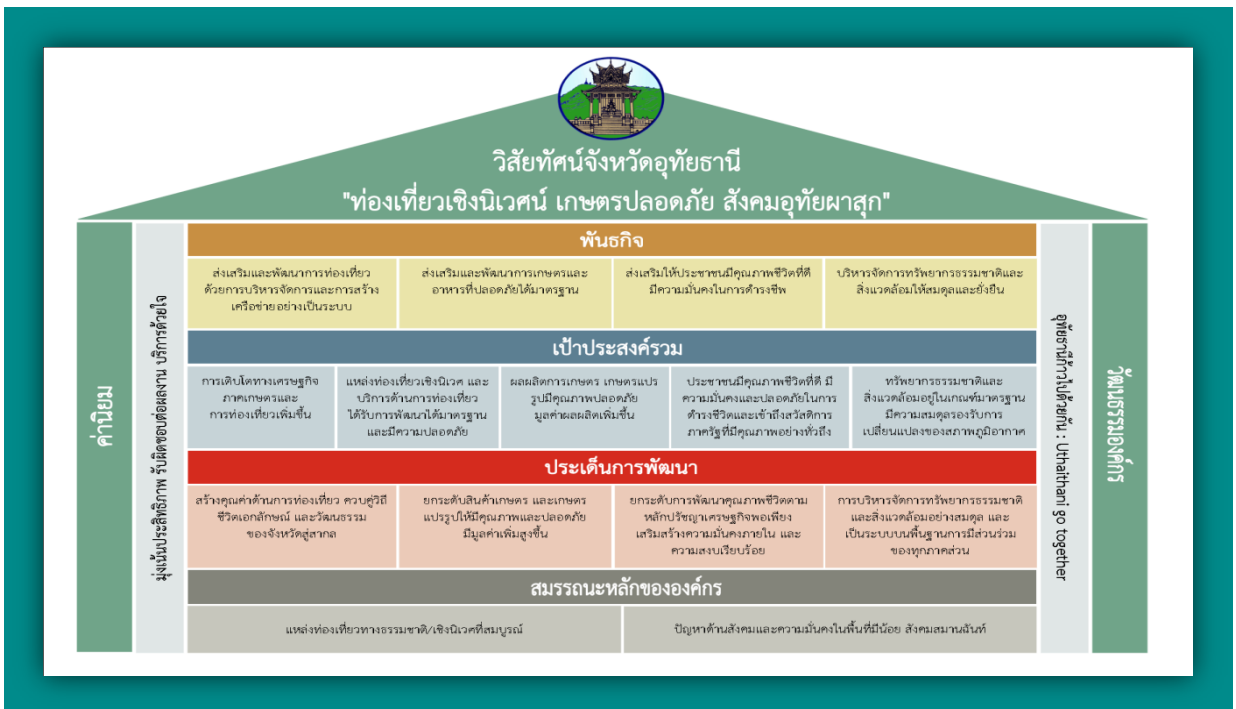 วิสัยทัศน์จังหวัดอุทัยธานี
"ท่องเที่ยวเชิงนิเวศน์ เกษตรปลอดภัย สังคมอุทัยผาสุก"
ค่านิยม
มุ่งเน้นประสิทธิภาพ รับผิดชอบต่อผลงาน บริการด้วยใจ
พันธกิจ
ส่งเสริมและพัฒนาการท่องเที่ยว
ด้วยการบริหารจัดการและการสร้าง
เครือข่ายอย่างเป็นระบบ
ส่งเสริมและพัฒนาการเกษตรและ
อาหารที่ปลอดภัยได้มาตรฐาน
ส่งเสริมให้ประชาชนมีคุณภาพชีวิตที่ดี
มีความมั่นคงในการดำรงชีพ
บริหารจัดการทรัพยากรธรรมชาติและ
สิ่งแวดล้อมให้สมดุลและยั่งยืน
เป้าประสงค์รวม
การเติบโตทางเศรษฐกิจ
ภาคเกษตรและ
การท่องเที่ยวเพิ่มขึ้น
แหล่งท่องเที่ยวเชิงนิเวศ และ
บริการด้านการท่องเที่ยว
ได้รับการพัฒนาได้มาตรฐาน
และมีความปลอดภัย
ผลผลิตการเกษตร เกษตรแปร
รูปมีคุณภาพปลอดภัย
มูลค่าผลผลิตเพิ่มขึ้น
ประชาชนมีคุณภาพชีวิตที่ดี มี
ความมั่นคงและปลอดภัยในการ
ดำรงชีวิตและเข้าถึงสวัสดิการ
ภาครัฐที่มีคุณภาพอย่างทั่วถึง
ทรัพยากรธรรมชาติและ
สิ่งแวดล้อมอยู่ในเกณฑ์มาตรฐาน
มีความสมดุลรองรับการ
เปลี่ยนแปลงของสภาพภูมิอากาศ
ประเด็นการพัฒนา
สร้างคุณค่าด้านการท่องเที่ยว ควบคู่วิถี
ชีวิตเอกลักษณ์ และวัฒนธรรม
ของจังหวัดสู่สากล
ยกระดับสินค้าเกษตร และเกษตร
แปรรูปให้มีคุณภาพและปลอดภัย
มีมูลค่าเพิ่มสูงขึ้น
ยกระดับการพัฒนาคุณภาพชีวิตตาม
หลักปรัชญาเศรษฐกิจพอเพียง
เสริมสร้างความมั่นคงภายใน และ
ความสงบเรียบร้อย
การบริหารจัดการทรัพยากรธรรมชาติ
และสิ่งแวดล้อมอย่างสมดุล และ
เป็นระบบบนพื้นฐานการมีส่วนร่วม
ของทุกภาคส่วน
สมรรถนะหลักขององค์กร
แหล่งท่องเที่ยวทางธรรมชาติ/เชิงนิเวศที่สมบูรณ์
ปัญหาด้านสังคมและความมั่นคงในพื้นที่มีน้อย สังคมสมานฉันท์
อุทัยธานีก้าวไปด้วยกัน : Uthaithani go together
วัฒนธรรมองค์กร